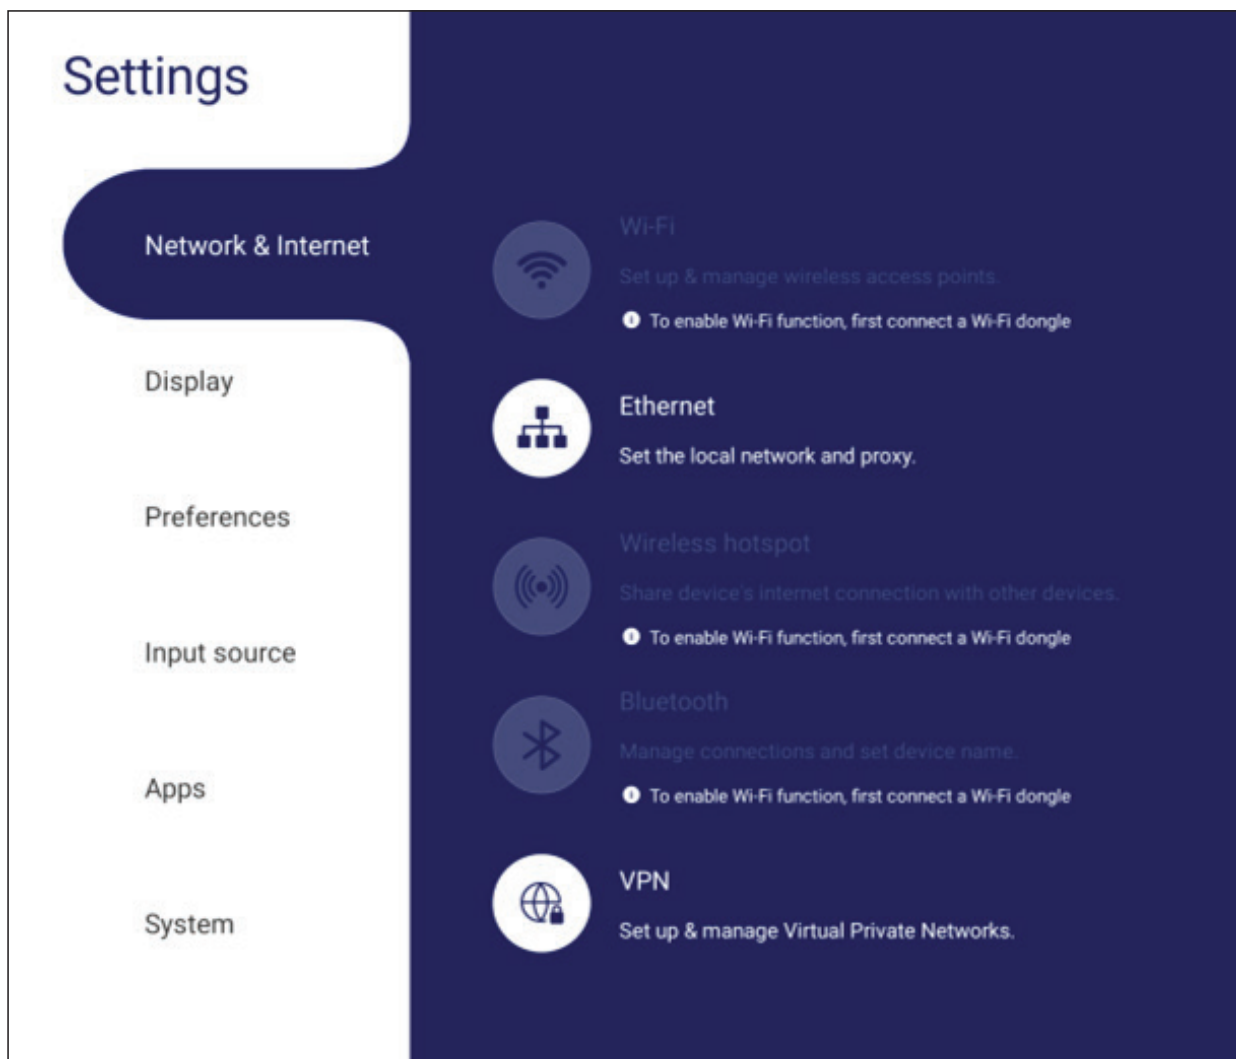 Settings
Network & Internet
Display
Preferences
Input source
Apps
System
Wi-Fi
Set up & manage wireless access points.
To enable Wi-Fi function, first connect a Wi-Fi dongle
Ethernet
Set the local network and proxy.
Wireless hotspot
Share device's internet connection with other devices.
To enable Wi-Fi function, first connect a Wi-Fi dongle
Bluetooth
Manage connections and set device name.
To enable Wi-Fi function, first connect a Wi-Fi dongle
VPN
Set up & manage Virtual Private Networks.